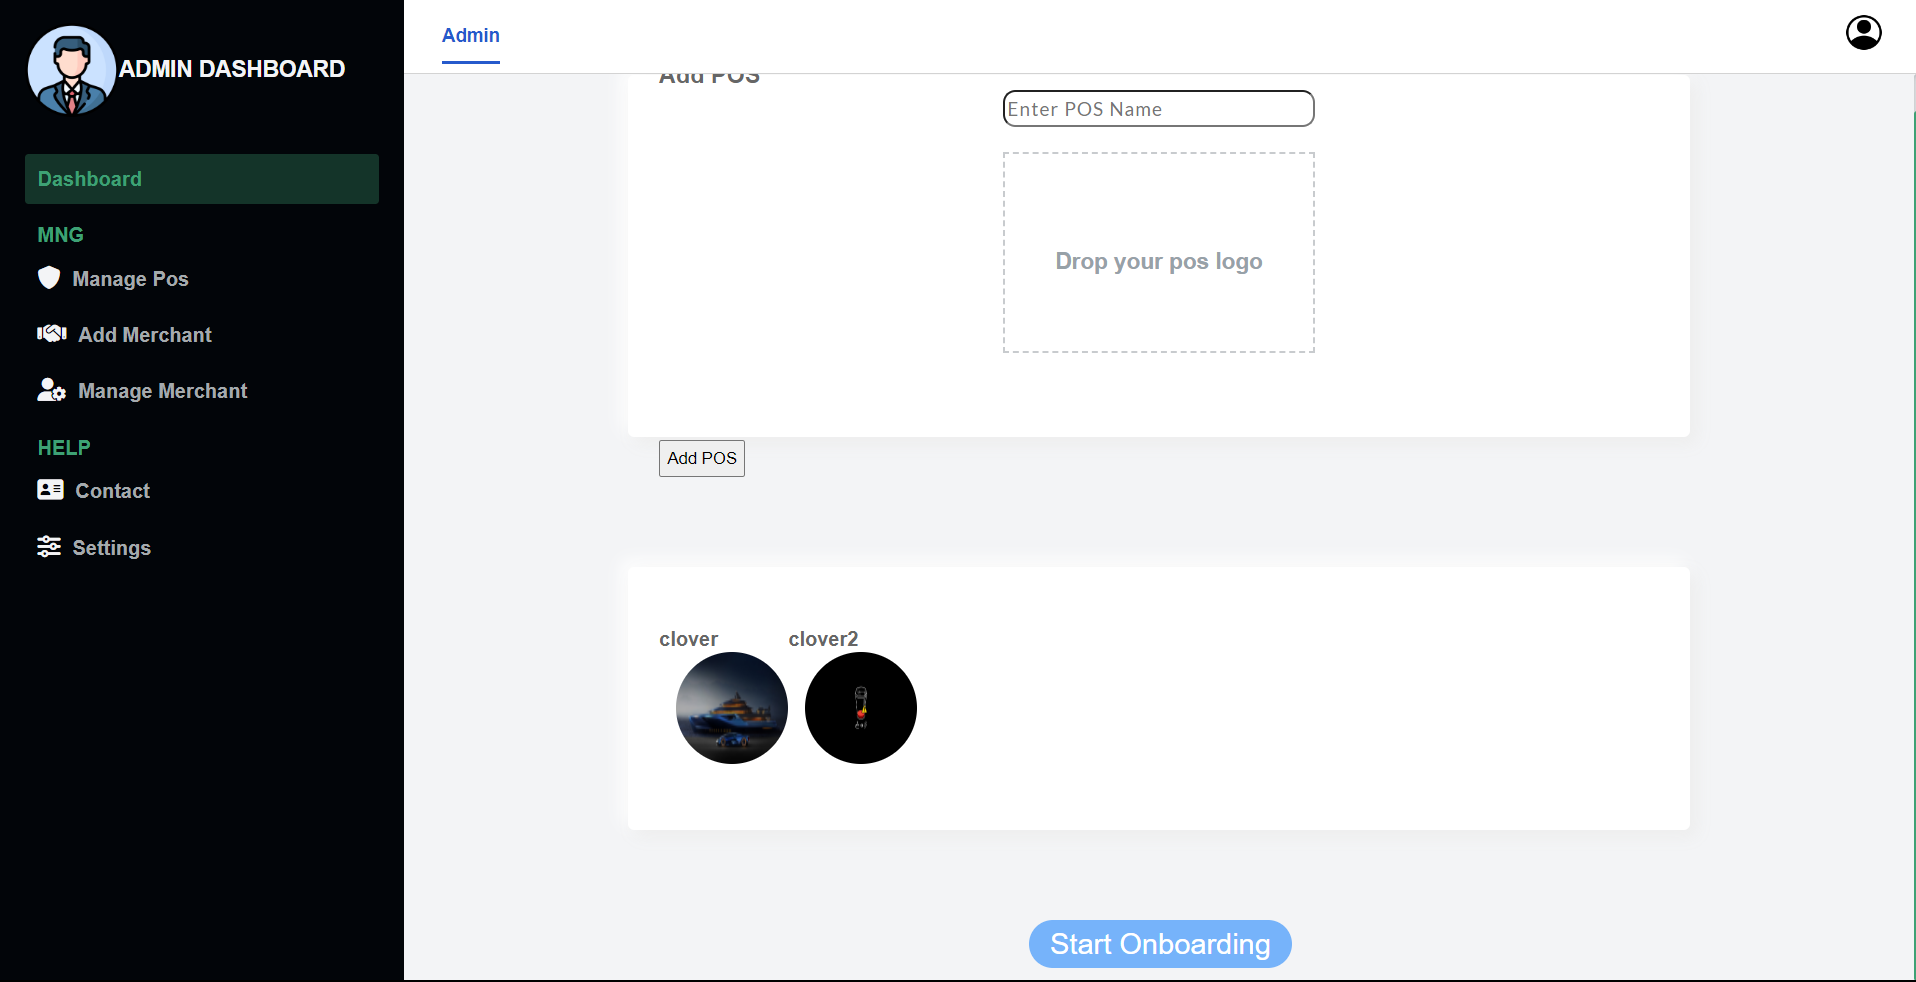 ADMIN DASHBOARD
Dashboard
MNG
Manage Pos
Add Merchant
Manage Merchant
HELP
Contact
Settings
Admin
Add POS
Enter POS Name
Drop your pos logo
Add POS
clover
clover2
Start Onboarding